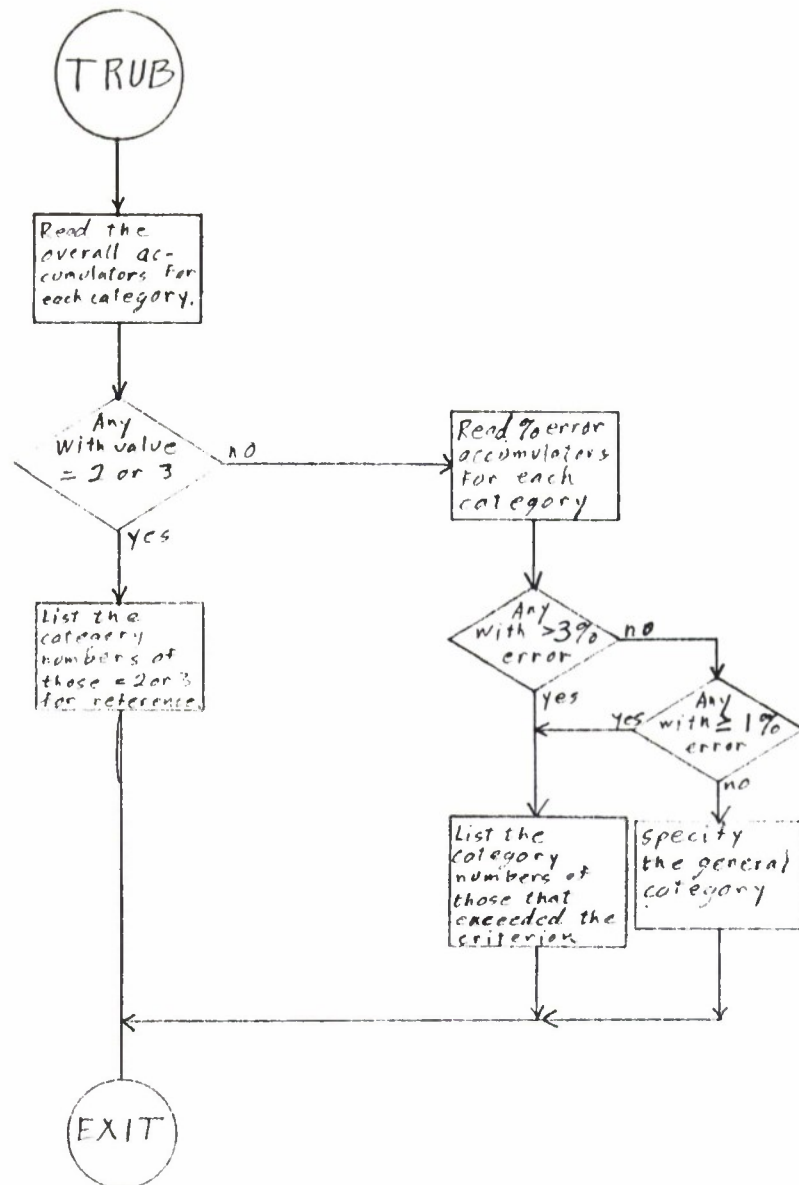 TRUB
Read the
overall ac-
cumulators for
each category.
Any
with value
= 2 or 3
no
yes
List the
category
numbers of
those = 2 or 3
for reference.
Read % error
accumulators
for each
category
Any
with >3%
error
no
yes
Any
with ≥ 1%
error
yes
no
List the
category
numbers of
those that
exceeded the
criterion
specify
the general
category
EXIT